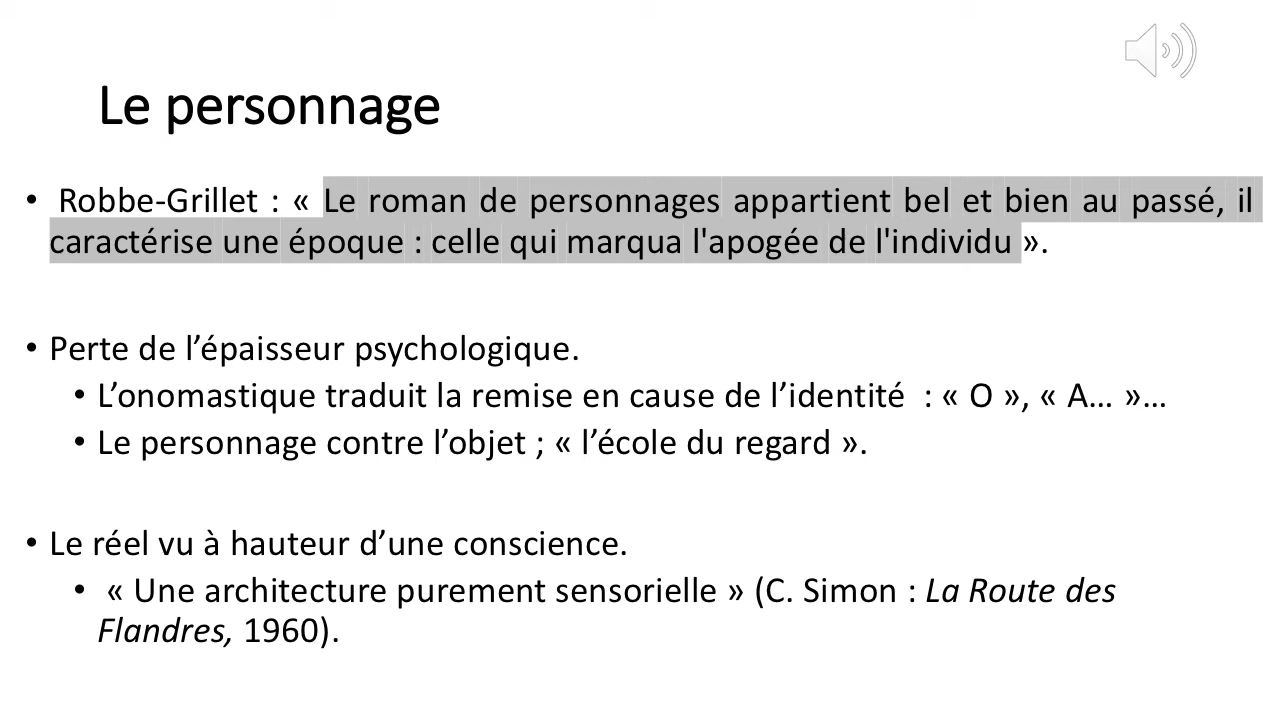 Le personnage
• Robbe-Grillet : « Le roman de personnages appartient bel et bien au passé, il
caractérise une époque : celle qui marqua l'apogée de l'individu ».
• Perte de l’épaisseur psychologique.
• L’onomastique traduit la remise en cause de l’identité : « O », « A… »…
• Le personnage contre l’objet ; « l’école du regard ».
• Le réel vu à hauteur d’une conscience.
• « Une architecture purement sensorielle » (C. Simon : La Route des
Flandres, 1960).